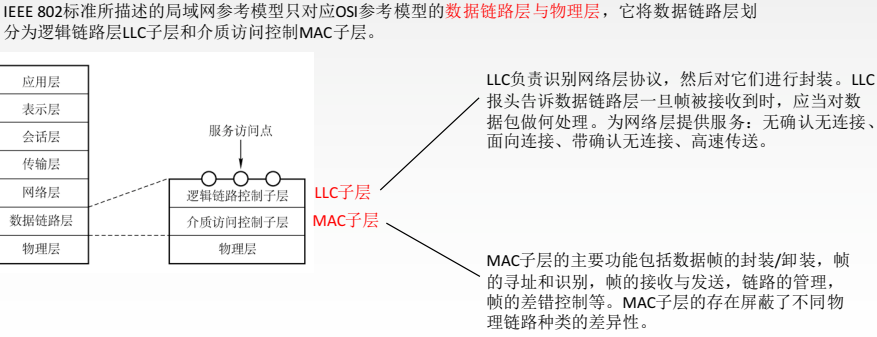 IEEE 802标准所描述的局域网参考模型只对应OSI参考模型的数据链路层与物理层，它将数据链路层划
分为逻辑链路层LLC子层和介质访问控制MAC子层。
应用层
表示层
会话层
传输层
网络层
数据链路层
物理层
服务访问点
逻辑链路控制子层
介质访问控制子层
物理层
LLC子层
MAC子层
LLC负责识别网络层协议，然后对它们进行封装。LLC
报头告诉数据链路层一旦帧被接收到时，应当对数
据包做何处理。为网络层提供服务：无确认无连接、
面向连接、带确认无连接、高速传送。
MAC子层的主要功能包括数据帧的封装/卸装，帧
的寻址和识别，帧的接收与发送，链路的管理，
帧的差错控制等。MAC子层的存在屏蔽了不同物
理链路种类的差异性。